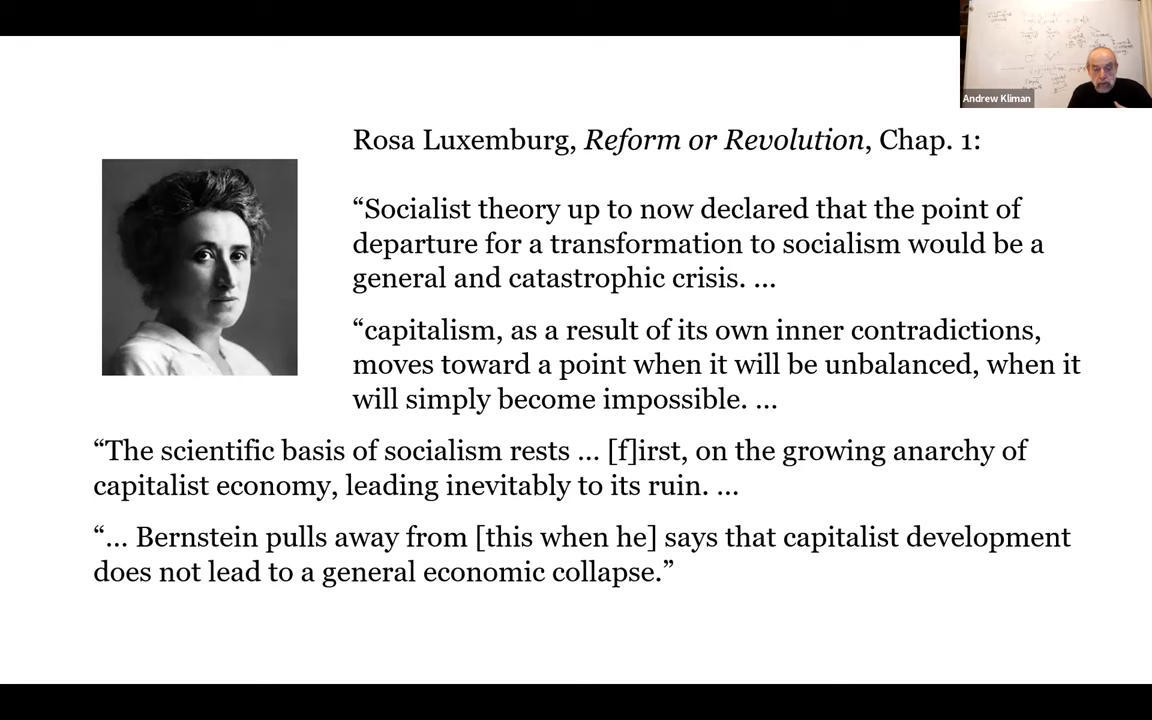 Andrew Kliman
Rosa Luxemburg, Reform or Revolution, Chap. 1:
“Socialist theory up to now declared that the point of
departure for a transformation to socialism would be a
general and catastrophic crisis. ...
“capitalism, as a result of its own inner contradictions,
moves toward a point when it will be unbalanced, when it
will simply become impossible. ...
“The scientific basis of socialism rests ... [f]irst, on the growing anarchy of
capitalist economy, leading inevitably to its ruin. ...
“... Bernstein pulls away from [this when he] says that capitalist development
does not lead to a general economic collapse.”